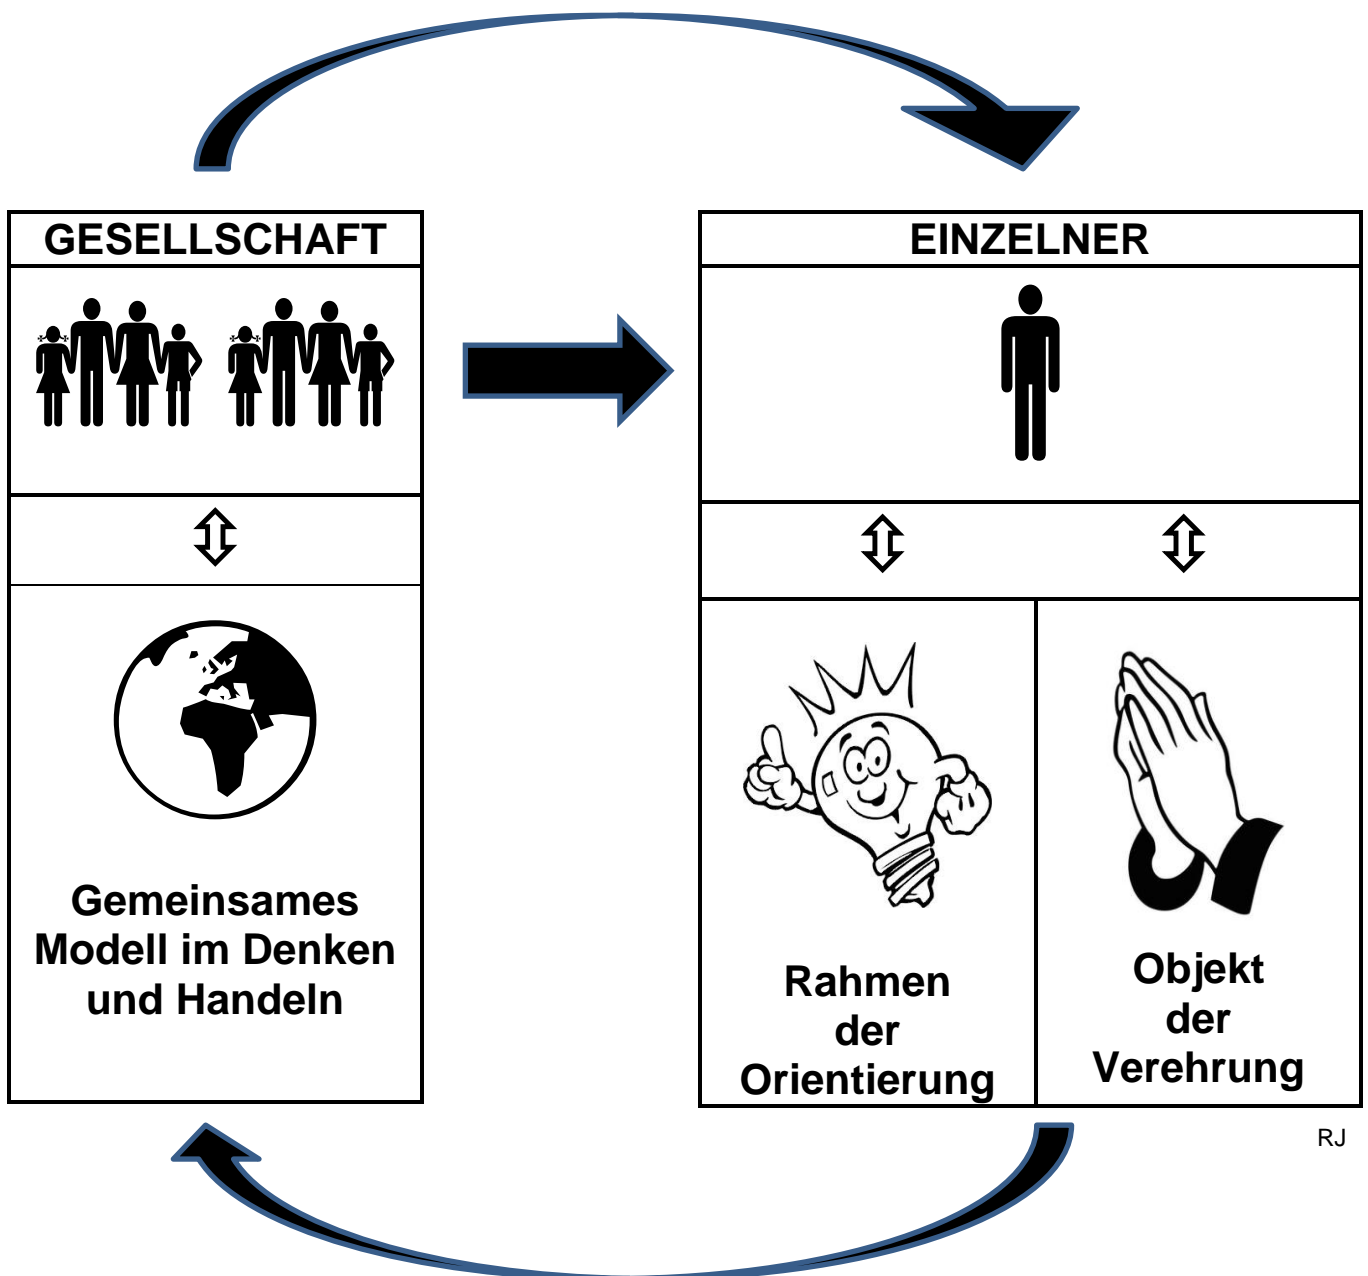 GESELLSCHAFT
Gemeinsames
Modell im Denken
und Handeln
EINZELNER
Rahmen
der
Orientierung
Objekt
der
Verehrung
RJ